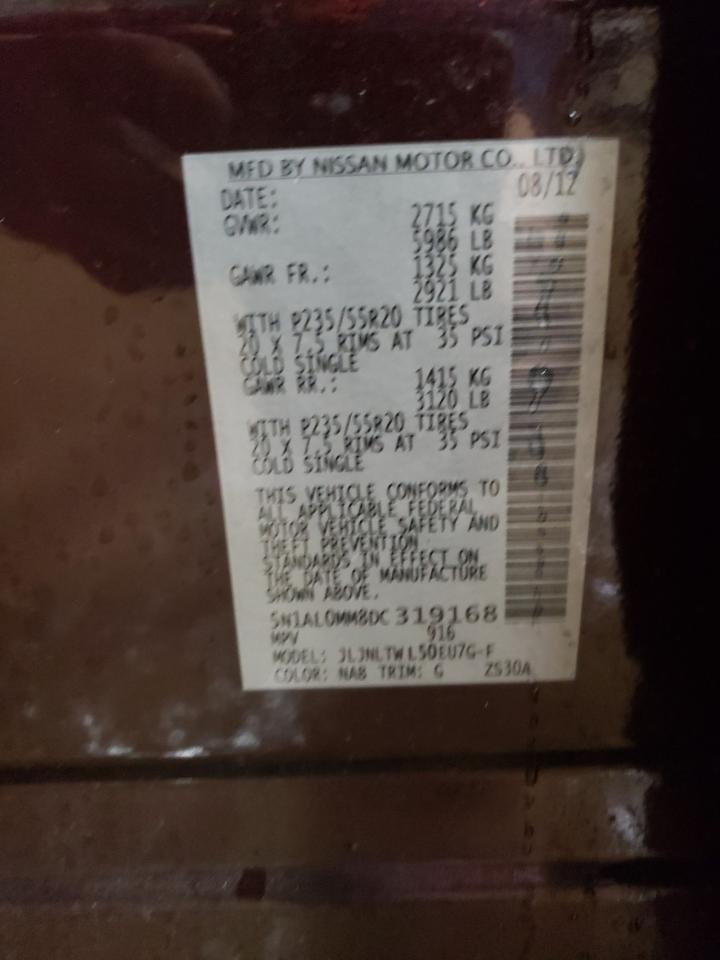 MFD BY NISSAN MOTOR CO., LTD.
DATE: 08/12
GVWR: 2715 KG
5986 LB
GAWR FR.: 1325 KG
2921 LB
WITH P235/55R20 TIRES
20 X 7.5 RIMS AT 35 PSI
COLD SINGLE
GAWR RR.: 1415 KG
3120 LB
WITH P235/55R20 TIRES
20 X 7.5 RIMS AT 35 PSI
COLD SINGLE
THIS VEHICLE CONFORMS TO
ALL APPLICABLE FEDERAL
MOTOR VEHICLE SAFETY AND
THEFT PREVENTION
STANDARDS IN EFFECT ON
THE DATE OF MANUFACTURE
SHOWN ABOVE.
5N1AL0MM8DC 319168
MPV 916
MODEL: JLJNLTWL50EU7G-F
COLOR: NAB TRIM: G ZS30A